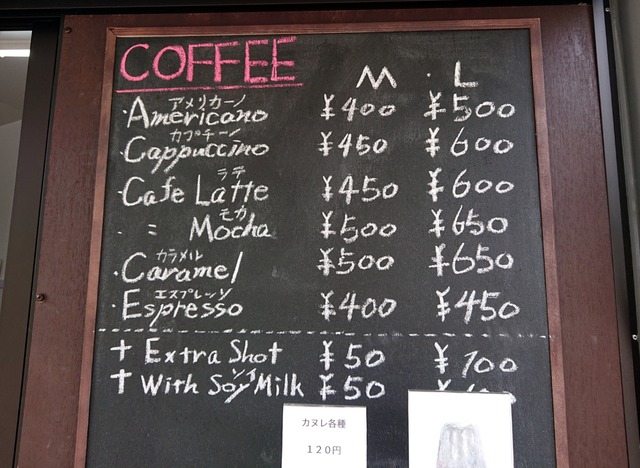 COFFEE M L
アメリカーノ
・Americano ¥400 ¥500
カプチーノ
・Cappuccino ¥450 ¥600
ラテ
・Cafe Latte ¥450 ¥600
モカ
・ = Mocha ¥500 ¥650
カラメル
・Caramel ¥500 ¥650
エスプレッソ
・Espresso ¥400 ¥450
+ Extra Shot ¥50 ¥100
ソイ
+ With Soy Milk ¥50
カヌレ各種
120円